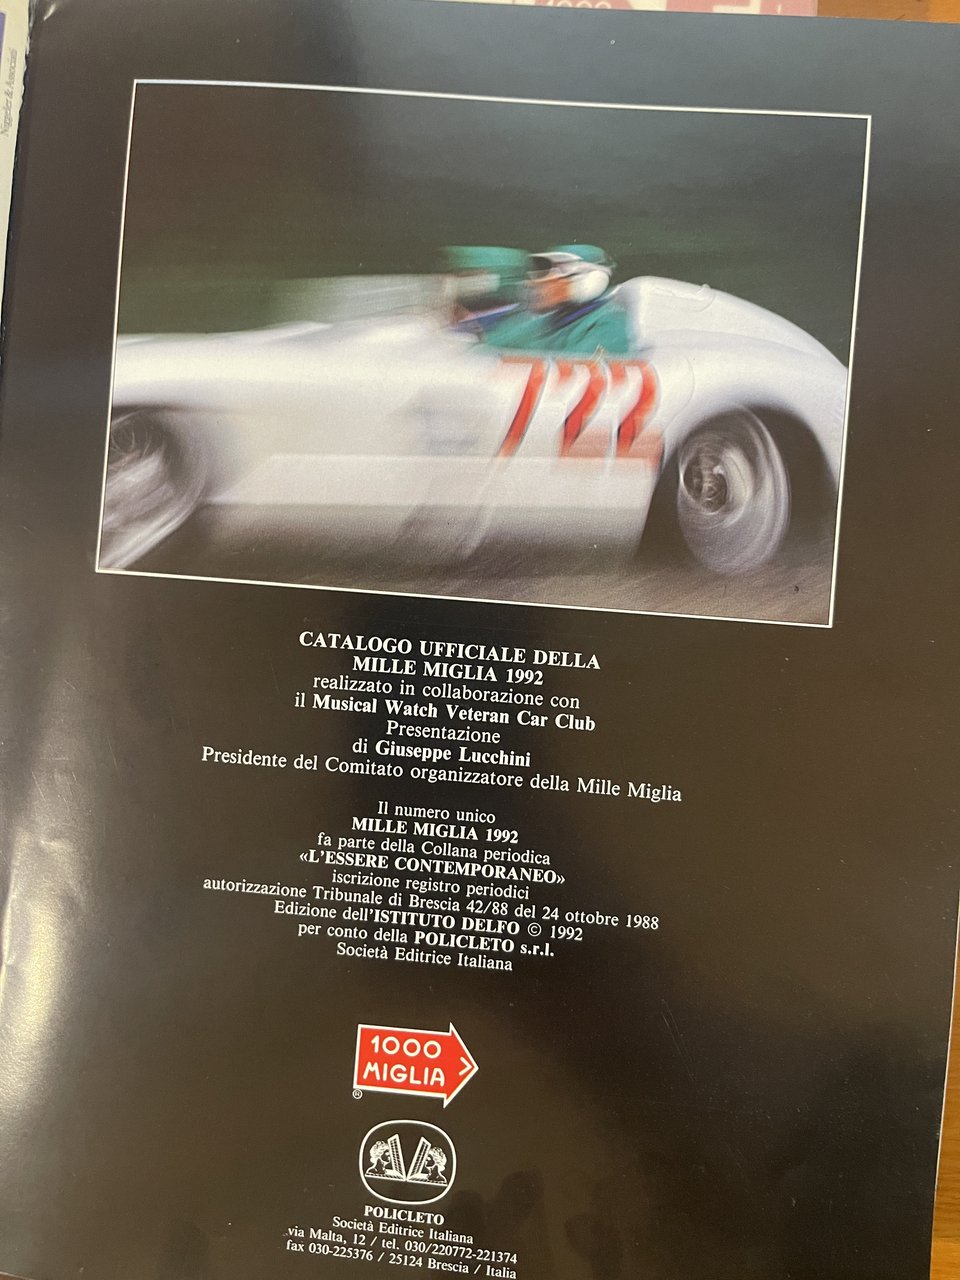 Niggeler & Associati
722
CATALOGO UFFICIALE DELLA
MILLE MIGLIA 1992
realizzato in collaborazione con
il Musical Watch Veteran Car Club
Presentazione
di Giuseppe Lucchini
Presidente del Comitato organizzatore della Mille Miglia
Il numero unico
MILLE MIGLIA 1992
fa parte della Collana periodica
«L'ESSERE CONTEMPORANEO»
iscrizione registro periodici
autorizzazione Tribunale di Brescia 42/88 del 24 ottobre 1988
Edizione dell'ISTITUTO DELFO © 1992
per conto della POLICLETO s.r.l.
Società Editrice Italiana
1000
MIGLIA
®
POLICLETO
Società Editrice Italiana
via Malta, 12 / tel. 030/220772-221374
fax 030-225376 / 25124 Brescia / Italia